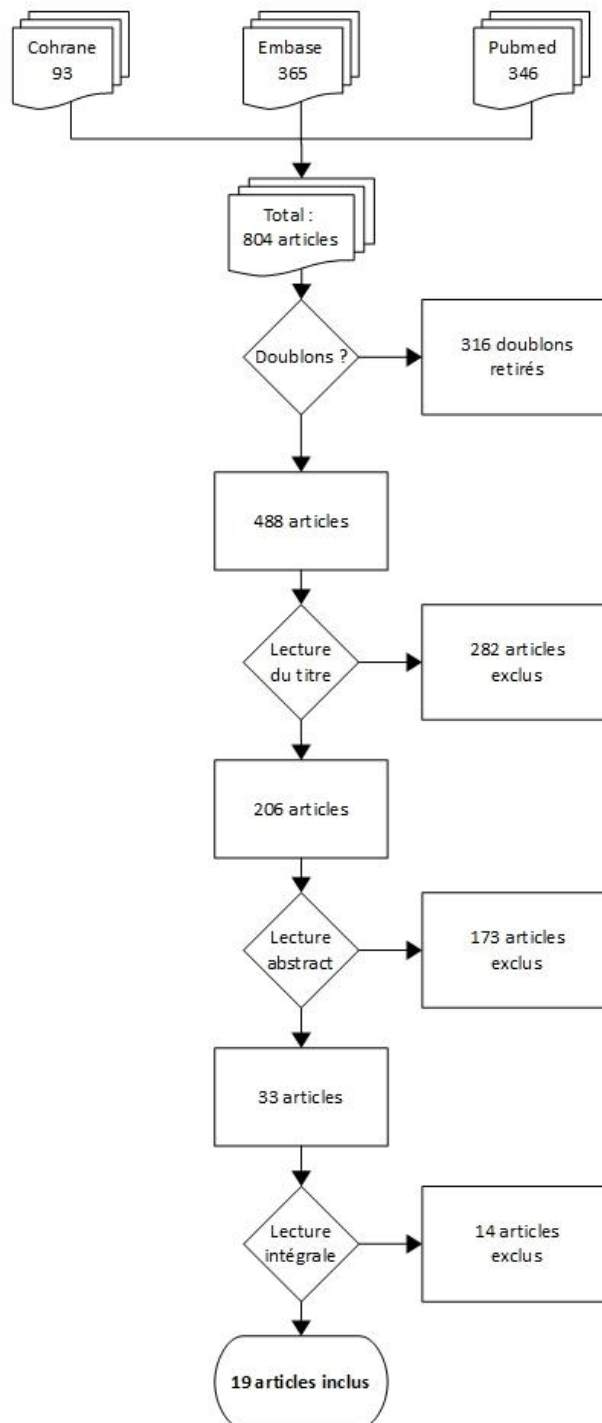 Cohrane
93
Embase
365
Pubmed
346
Total :
804 articles
Doublons ?
316 doublons
retirés
488 articles
Lecture
du titre
282 articles
exclus
206 articles
Lecture
abstract
173 articles
exclus
33 articles
Lecture
intégrale
14 articles
exclus
19 articles inclus